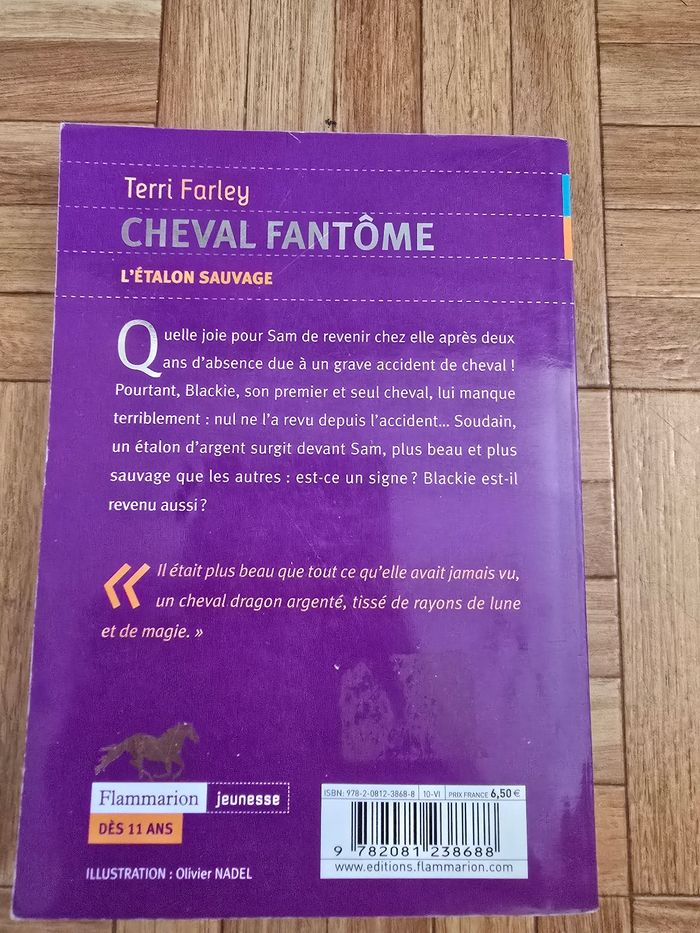 Terri Farley
CHEVAL FANTÔME
L'ÉTALON SAUVAGE
Quelle joie pour Sam de revenir chez elle après deux
ans d'absence due à un grave accident de cheval !
Pourtant, Blackie, son premier et seul cheval, lui manque
terriblement : nul ne l'a revu depuis l'accident... Soudain,
un étalon d'argent surgit devant Sam, plus beau et plus
sauvage que les autres : est-ce un signe ? Blackie est-il
revenu aussi ?
« Il était plus beau que tout ce qu'elle avait jamais vu,
un cheval dragon argenté, tissé de rayons de lune
et de magie. »
Flammarion jeunesse
DÈS 11 ANS
ILLUSTRATION : Olivier NADEL
ISBN: 978-2-0812-3868-8 10-VI PRIX FRANCE 6,50 €
9 782081 238688
www.editions.flammarion.com